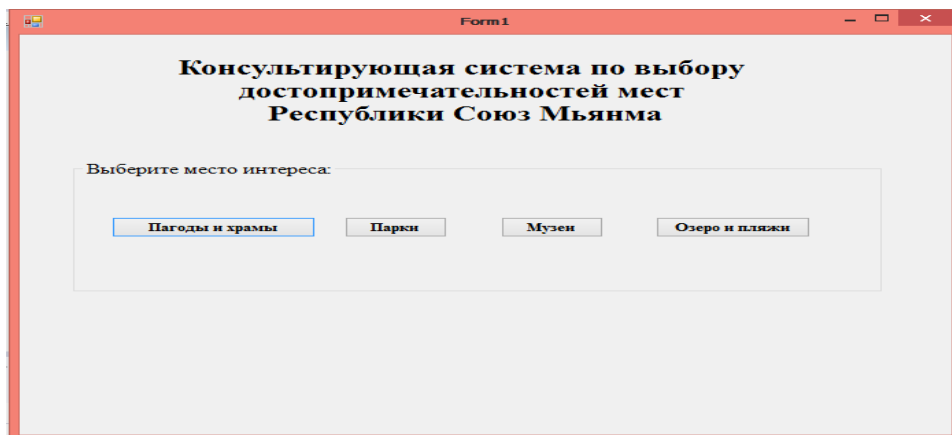 Form1
Консультирующая система по выбору
достопримечательностей мест
Республики Союз Мьянма
Выберите место интереса:
Пагоды и храмы
Парки
Музеи
Озеро и пляжи